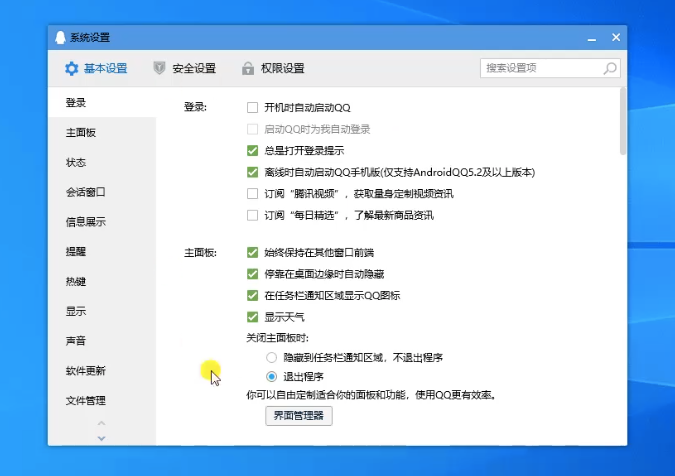 系统设置
基本设置 安全设置 权限设置 搜索设置项
登录
主面板
状态
会话窗口
信息展示
提醒
热键
显示
声音
软件更新
文件管理
登录:
开机时自动启动QQ
启动QQ时为我自动登录
总是打开登录提示
离线时自动启动QQ手机版(仅支持AndroidQQ5.2及以上版本)
订阅“腾讯视频”，获取量身定制视频资讯
订阅“每日精选”，了解最新商品资讯
主面板:
始终保持在其他窗口前端
停靠在桌面边缘时自动隐藏
在任务栏通知区域显示QQ图标
显示天气
关闭主面板时:
隐藏到任务栏通知区域，不退出程序
退出程序
你可以自由定制适合你的面板和功能，使用QQ更有效率。
界面管理器